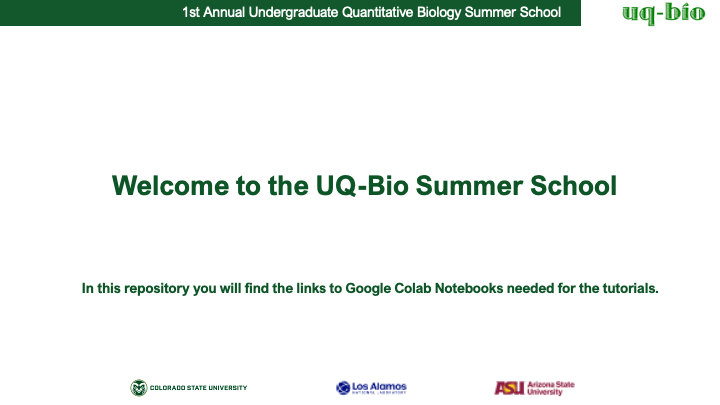 1st Annual Undergraduate Quantitative Biology Summer School
uq-bio
Welcome to the UQ-Bio Summer School
In this repository you will find the links to Google Colab Notebooks needed for the tutorials.
COLORADO STATE UNIVERSITY
Los Alamos
NATIONAL LABORATORY
ASU Arizona State
University